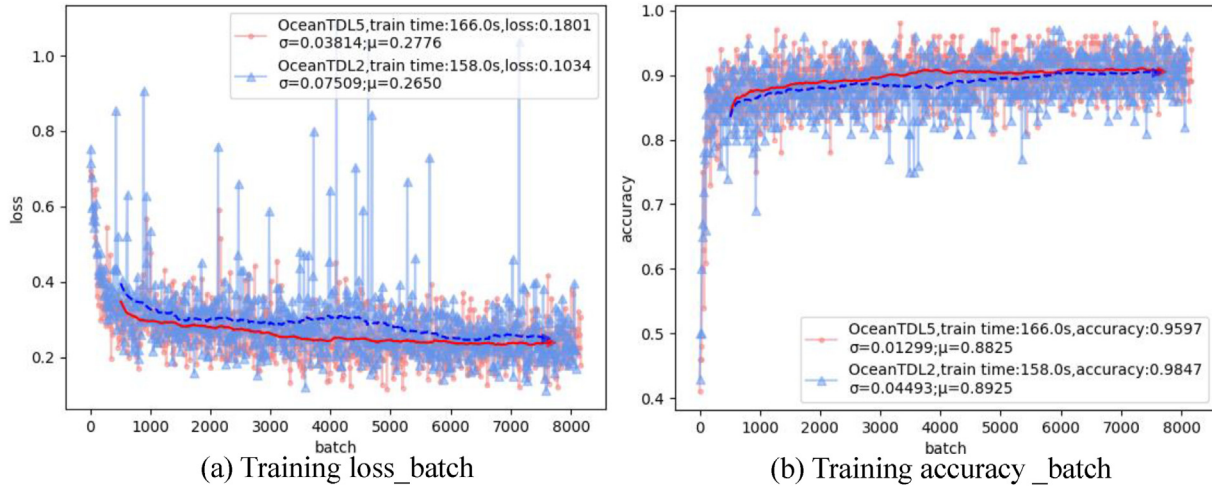 OceanTDL5,train time:166.0s,loss:0.1801
σ=0.03814;μ=0.2776
OceanTDL2,train time:158.0s,loss:0.1034
σ=0.07509;μ=0.2650
1.0
0.8
0.6
0.4
0.2
loss
0 1000 2000 3000 4000 5000 6000 7000 8000
batch
(a) Training loss_batch
1.0
0.9
0.8
0.7
0.6
0.5
0.4
accuracy
OceanTDL5,train time:166.0s,accuracy:0.9597
σ=0.01299;μ=0.8825
OceanTDL2,train time:158.0s,accuracy:0.9847
σ=0.04493;μ=0.8925
0 1000 2000 3000 4000 5000 6000 7000 8000
batch
(b) Training accuracy _batch